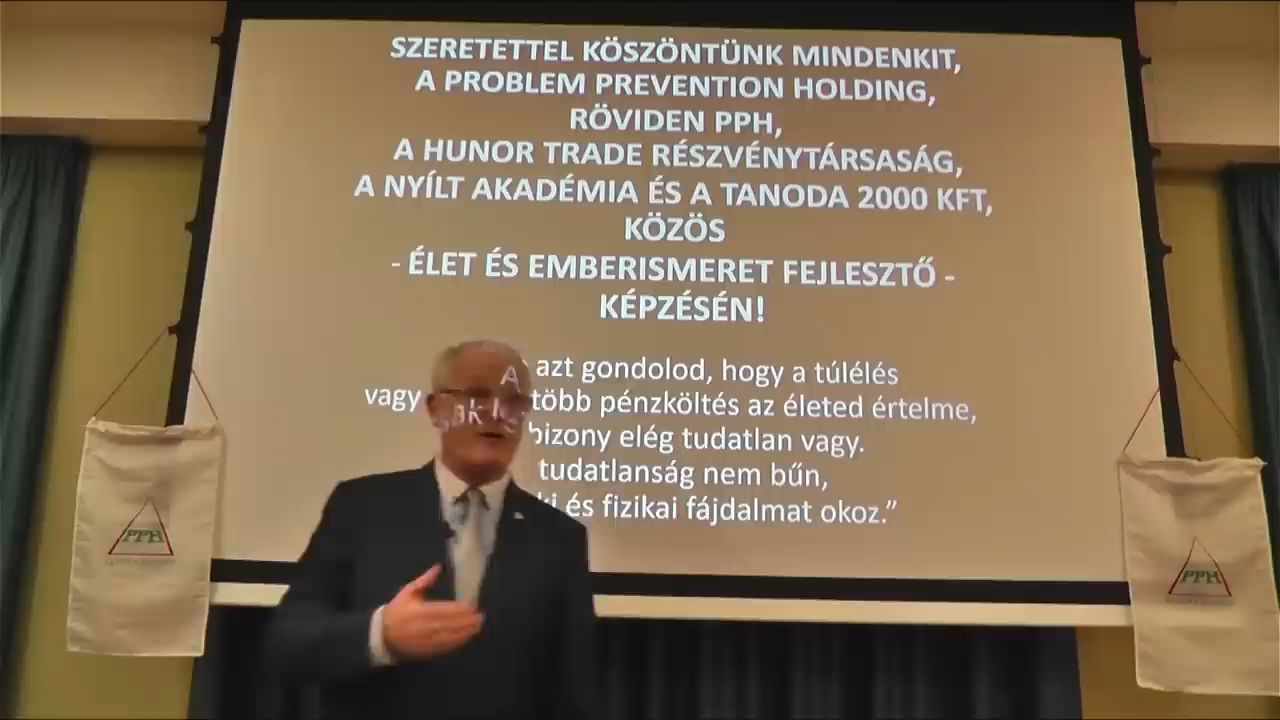 SZERETETTEL KÖSZÖNTÜNK MINDENKIT,
A PROBLEM PREVENTION HOLDING,
RÖVIDEN PPH,
A HUNOR TRADE RÉSZVÉNYTÁRSASÁG,
A NYÍLT AKADÉMIA ÉS A TANODA 2000 KFT,
KÖZÖS
- ÉLET ÉS EMBERISMERET FEJLESZTŐ -
KÉPZÉSÉN!
azt gondolod, hogy a túlélés
vagy több pénzköltés az életed értelme,
bizony elég tudatlan vagy.
tudatlanság nem bűn,
és fizikai fájdalmat okoz.”
PPH
PPH